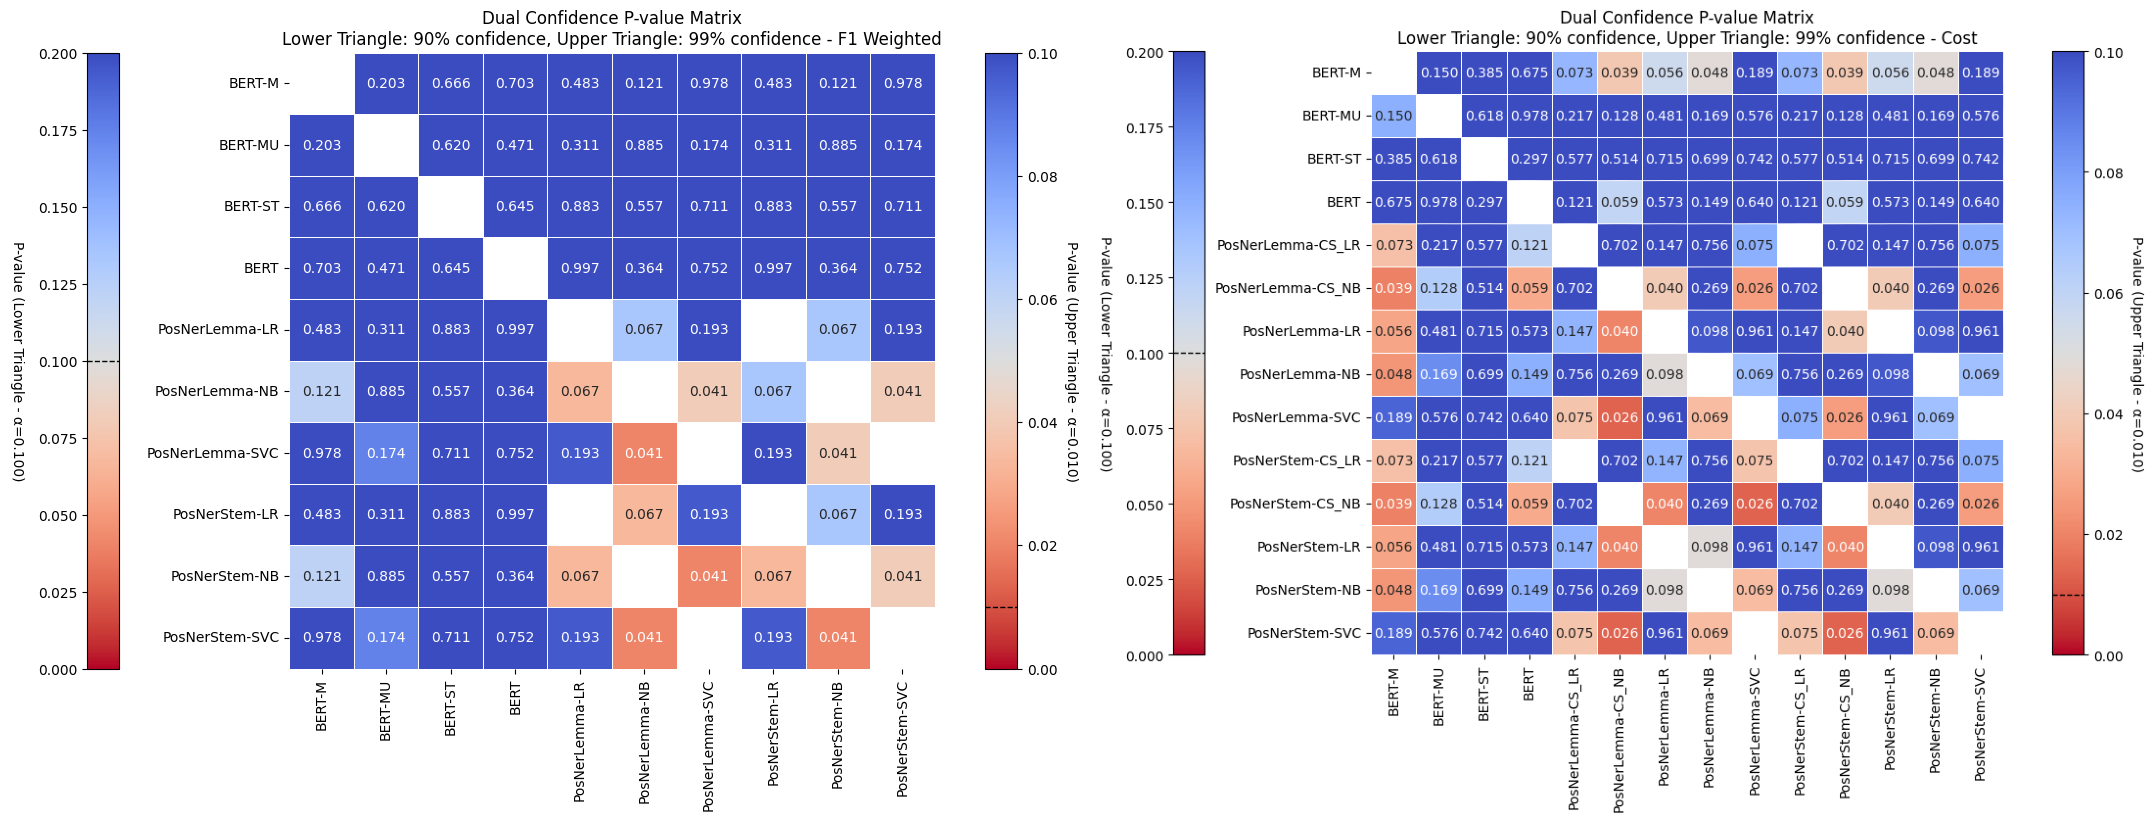 Dual Confidence P-value Matrix
Lower Triangle: 90% confidence, Upper Triangle: 99% confidence - F1 Weighted
P-value (Lower Triangle - α=0.100)
0.200
0.175
0.150
0.125
0.100
0.075
0.050
0.025
0.000
BERT-M 0.203 0.666 0.703 0.483 0.121 0.978 0.483 0.121 0.978
BERT-MU 0.203 0.620 0.471 0.311 0.885 0.174 0.311 0.885 0.174
BERT-ST 0.666 0.620 0.645 0.883 0.557 0.711 0.883 0.557 0.711
BERT 0.703 0.471 0.645 0.997 0.364 0.752 0.997 0.364 0.752
PosNerLemma-LR 0.483 0.311 0.883 0.997 0.067 0.193 0.067 0.193
PosNerLemma-NB 0.121 0.885 0.557 0.364 0.067 0.041 0.067 0.041
PosNerLemma-SVC 0.978 0.174 0.711 0.752 0.193 0.041 0.193 0.041
PosNerStem-LR 0.483 0.311 0.883 0.997 0.067 0.193 0.067 0.193
PosNerStem-NB 0.121 0.885 0.557 0.364 0.067 0.041 0.067 0.041
PosNerStem-SVC 0.978 0.174 0.711 0.752 0.193 0.041 0.193 0.041
BERT-M
BERT-MU
BERT-ST
BERT
PosNerLemma-LR
PosNerLemma-NB
PosNerLemma-SVC
PosNerStem-LR
PosNerStem-NB
PosNerStem-SVC
0.10
0.08
0.06
0.04
0.02
0.00
P-value (Upper Triangle - α=0.010)
Dual Confidence P-value Matrix
Lower Triangle: 90% confidence, Upper Triangle: 99% confidence - Cost
P-value (Lower Triangle - α=0.100)
0.200
0.175
0.150
0.125
0.100
0.075
0.050
0.025
0.000
BERT-M 0.150 0.385 0.675 0.073 0.039 0.056 0.048 0.189 0.073 0.039 0.056 0.048 0.189
BERT-MU 0.150 0.618 0.978 0.217 0.128 0.481 0.169 0.576 0.217 0.128 0.481 0.169 0.576
BERT-ST 0.385 0.618 0.297 0.577 0.514 0.715 0.699 0.742 0.577 0.514 0.715 0.699 0.742
BERT 0.675 0.978 0.297 0.121 0.059 0.573 0.149 0.640 0.121 0.059 0.573 0.149 0.640
PosNerLemma-CS_LR 0.073 0.217 0.577 0.121 0.702 0.147 0.756 0.075 0.702 0.147 0.756 0.075
PosNerLemma-CS_NB 0.039 0.128 0.514 0.059 0.702 0.040 0.269 0.026 0.702 0.040 0.269 0.026
PosNerLemma-LR 0.056 0.481 0.715 0.573 0.147 0.040 0.098 0.961 0.147 0.040 0.098 0.961
PosNerLemma-NB 0.048 0.169 0.699 0.149 0.756 0.269 0.098 0.069 0.756 0.269 0.098 0.069
PosNerLemma-SVC 0.189 0.576 0.742 0.640 0.075 0.026 0.961 0.069 0.075 0.026 0.961 0.069
PosNerStem-CS_LR 0.073 0.217 0.577 0.121 0.702 0.147 0.756 0.075 0.702 0.147 0.756 0.075
PosNerStem-CS_NB 0.039 0.128 0.514 0.059 0.702 0.040 0.269 0.026 0.702 0.040 0.269 0.026
PosNerStem-LR 0.056 0.481 0.715 0.573 0.147 0.040 0.098 0.961 0.147 0.040 0.098 0.961
PosNerStem-NB 0.048 0.169 0.699 0.149 0.756 0.269 0.098 0.069 0.756 0.269 0.098 0.069
PosNerStem-SVC 0.189 0.576 0.742 0.640 0.075 0.026 0.961 0.069 0.075 0.026 0.961 0.069
BERT-M
BERT-MU
BERT-ST
BERT
PosNerLemma-CS_LR
PosNerLemma-CS_NB
PosNerLemma-LR
PosNerLemma-NB
PosNerLemma-SVC
PosNerStem-CS_LR
PosNerStem-CS_NB
PosNerStem-LR
PosNerStem-NB
PosNerStem-SVC
0.10
0.08
0.06
0.04
0.02
0.00
P-value (Upper Triangle - α=0.010)